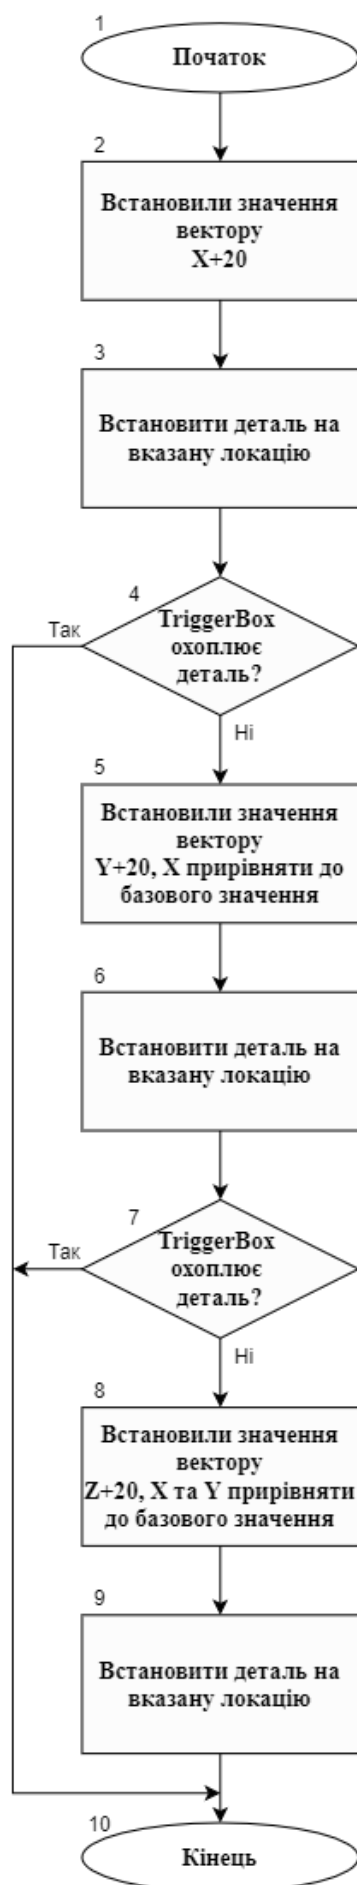 1
Початок
2
Встановили значення
вектору
X+20
3
Встановити деталь на
вказану локацію
4
TriggerBox
охоплює
деталь?
Так
Ні
5
Встановили значення
вектору
Y+20, X прирівняти до
базового значення
6
Встановити деталь на
вказану локацію
7
TriggerBox
охоплює
деталь?
Так
Ні
8
Встановили значення
вектору
Z+20, X та Y прирівняти
до базового значення
9
Встановити деталь на
вказану локацію
10
Кінець